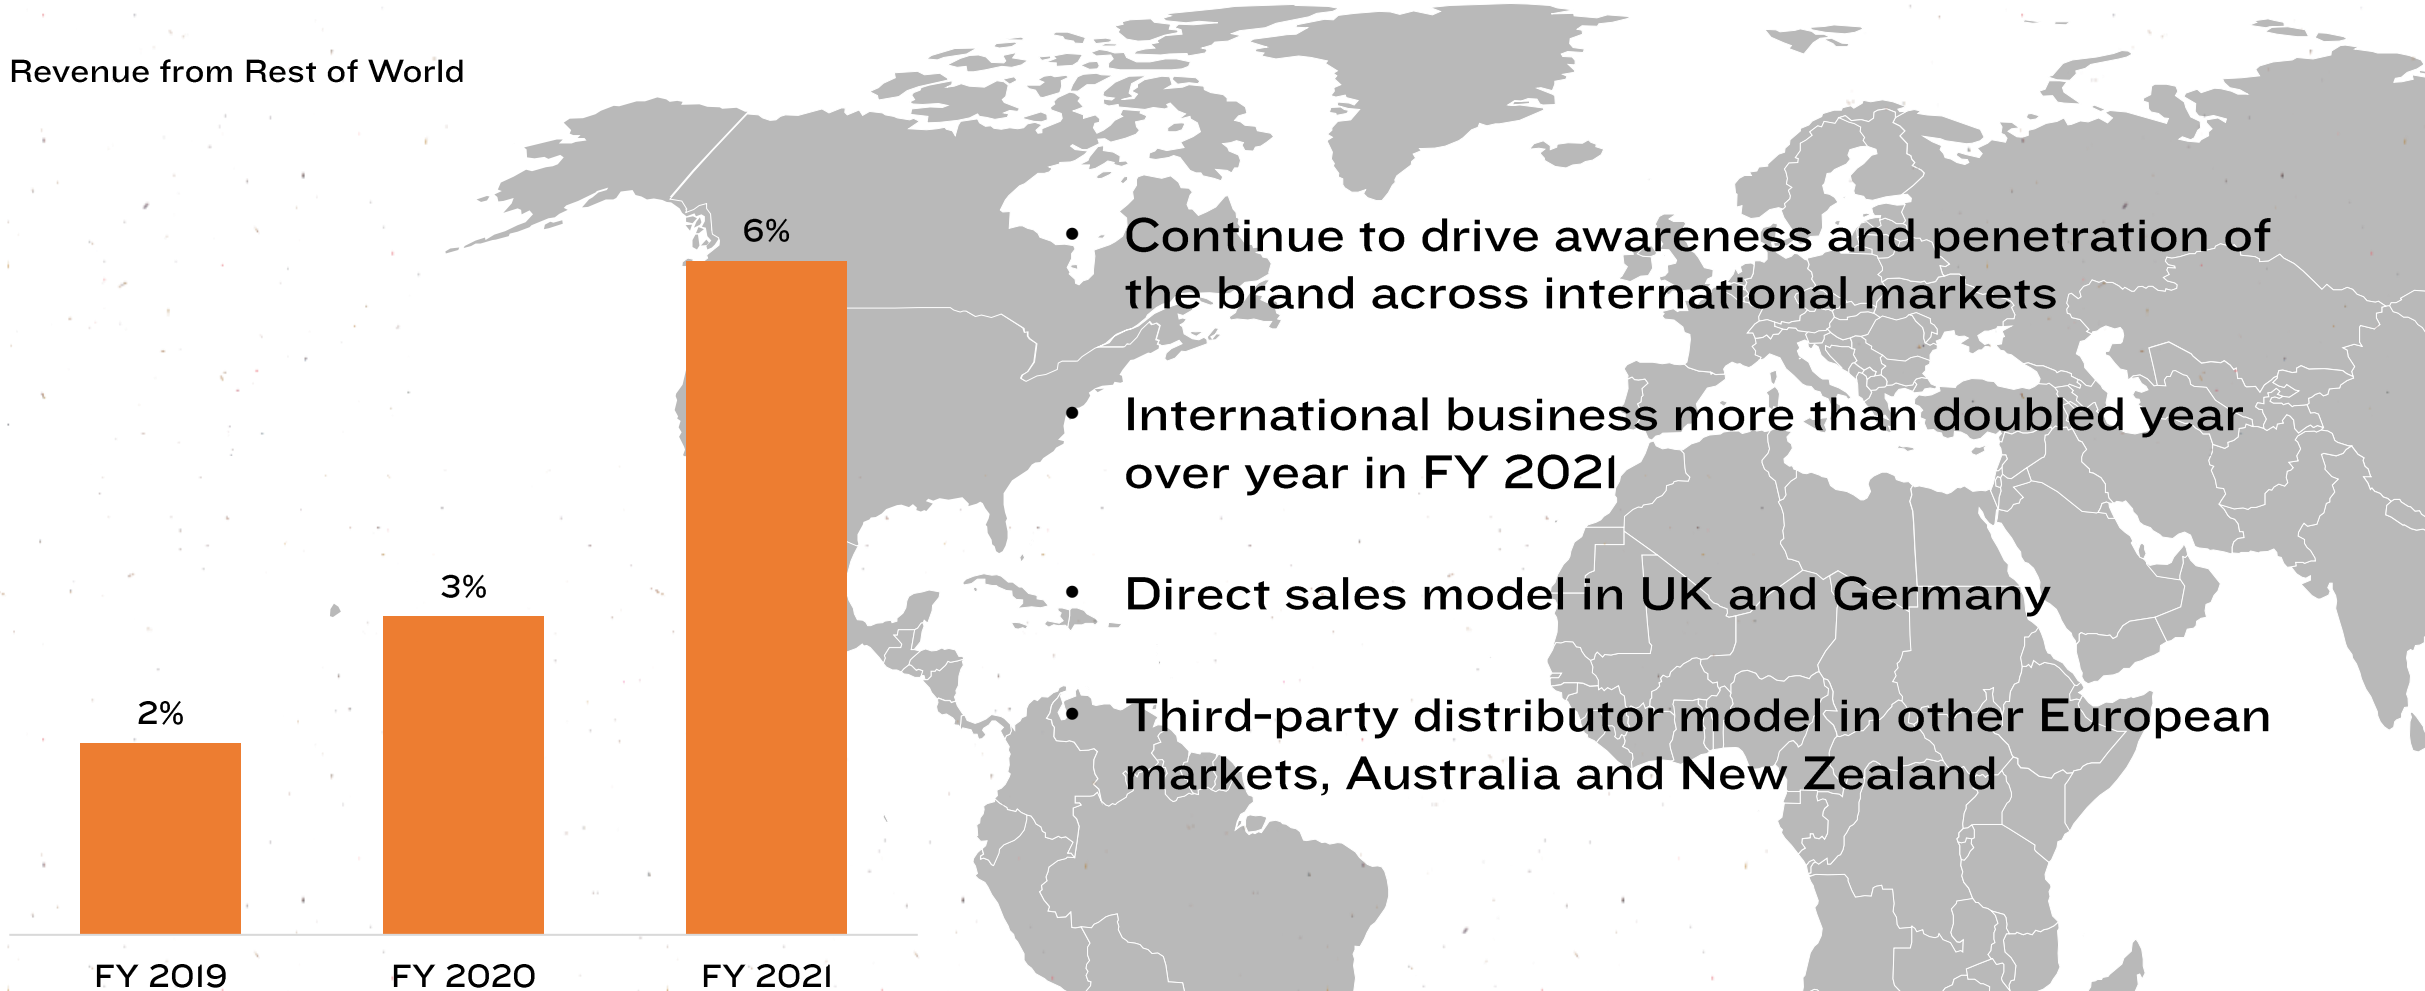 Revenue from Rest of World
6%
3%
2%
FY 2019
FY 2020
FY 2021
• Continue to drive awareness and penetration of
the brand across international markets
• International business more than doubled year
over year in FY 2021
• Direct sales model in UK and Germany
• Third-party distributor model in other European
markets, Australia and New Zealand